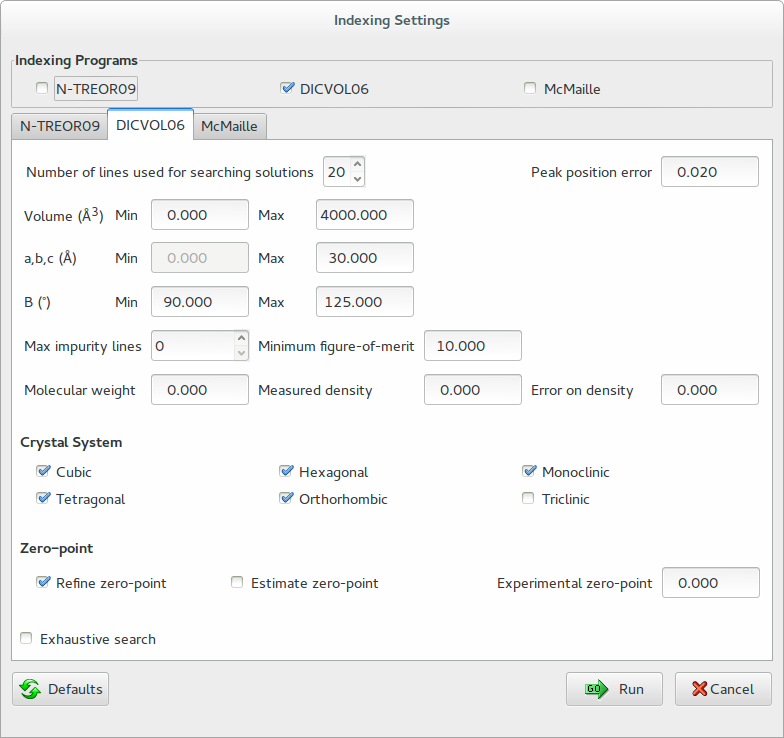 Indexing Settings
Indexing Programs
N-TREOR09 DICVOL06 McMaille
N-TREOR09 DICVOL06 McMaille
Number of lines used for searching solutions 20 Peak position error 0.020
Volume (Å3) Min 0.000 Max 4000.000
a,b,c (Å) Min 0.000 Max 30.000
B (°) Min 90.000 Max 125.000
Max impurity lines 0 Minimum figure-of-merit 10.000
Molecular weight 0.000 Measured density 0.000 Error on density 0.000
Crystal System
Cubic Hexagonal Monoclinic
Tetragonal Orthorhombic Triclinic
Zero-point
Refine zero-point Estimate zero-point Experimental zero-point 0.000
Exhaustive search
Defaults GO Run Cancel